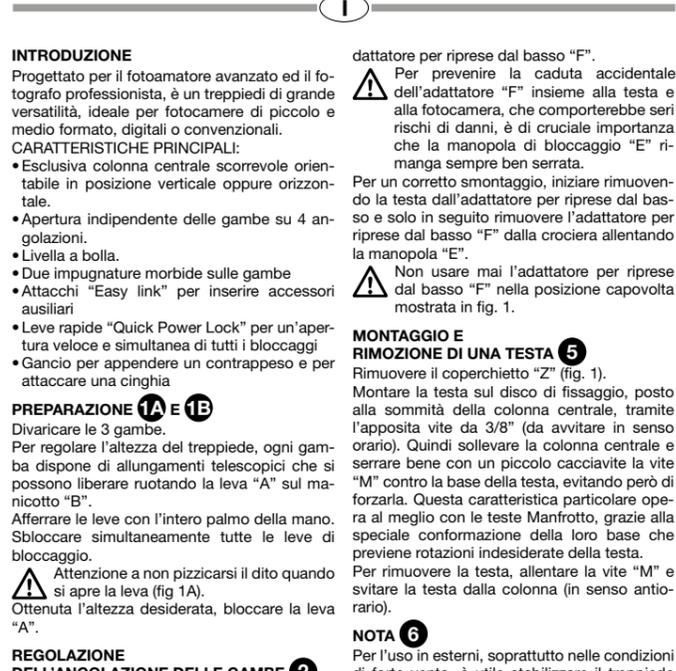 I
INTRODUZIONE
Progettato per il fotoamatore avanzato ed il fo-
tografo professionista, è un treppiedi di grande
versatilità, ideale per fotocamere di piccolo e
medio formato, digitali o convenzionali.
CARATTERISTICHE PRINCIPALI:
• Esclusiva colonna centrale scorrevole orien-
tabile in posizione verticale oppure orizzon-
tale.
• Apertura indipendente delle gambe su 4 an-
golazioni.
• Livella a bolla.
• Due impugnature morbide sulle gambe
• Attacchi “Easy link” per inserire accessori
ausiliari
• Leve rapide “Quick Power Lock” per un’aper-
tura veloce e simultanea di tutti i bloccaggi
• Gancio per appendere un contrappeso e per
attaccare una cinghia
PREPARAZIONE 1A E 1B
Divaricare le 3 gambe.
Per regolare l’altezza del treppiede, ogni gam-
ba dispone di allungamenti telescopici che si
possono liberare ruotando la leva “A” sul ma-
nicotto “B”.
Afferrare le leve con l’intero palmo della mano.
Sbloccare simultaneamente tutte le leve di
bloccaggio.
Attenzione a non pizzicarsi il dito quando
si apre la leva (fig 1A).
Ottenuta l’altezza desiderata, bloccare la leva
“A”.
REGOLAZIONE
DELL’ANGOLAZIONE DELLE GAMBE 2
dattatore per riprese dal basso “F”.
Per prevenire la caduta accidentale
dell’adattatore “F” insieme alla testa e
alla fotocamera, che comporterebbe seri
rischi di danni, è di cruciale importanza
che la manopola di bloccaggio “E” ri-
manga sempre ben serrata.
Per un corretto smontaggio, iniziare rimuoven-
do la testa dall’adattatore per riprese dal bas-
so e solo in seguito rimuovere l’adattatore per
riprese dal basso “F” dalla crociera allentando
la manopola “E”.
Non usare mai l’adattatore per riprese
dal basso “F” nella posizione capovolta
mostrata in fig. 1.
MONTAGGIO E
RIMOZIONE DI UNA TESTA 5
Rimuovere il coperchietto “Z” (fig. 1).
Montare la testa sul disco di fissaggio, posto
alla sommità della colonna centrale, tramite
l’apposita vite da 3/8” (da avvitare in senso
orario). Quindi sollevare la colonna centrale e
serrare bene con un piccolo cacciavite la vite
“M” contro la base della testa, evitando però di
forzarla. Questa caratteristica particolare ope-
ra al meglio con le teste Manfrotto, grazie alla
speciale conformazione della loro base che
previene rotazioni indesiderate della testa.
Per rimuovere la testa, allentare la vite “M” e
svitare la testa dalla colonna (in senso antio-
rario).
NOTA 6
Per l’uso in esterni, soprattutto nelle condizioni
di forte vento, è utile stabilizzare il treppiede